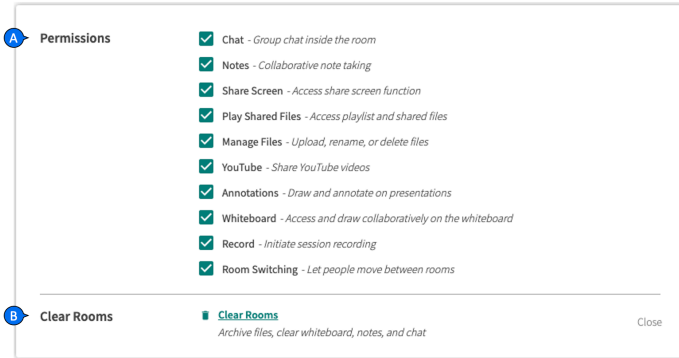 A Permissions
Chat - Group chat inside the room
Notes - Collaborative note taking
Share Screen - Access share screen function
Play Shared Files - Access playlist and shared files
Manage Files - Upload, rename, or delete files
YouTube - Share YouTube videos
Annotations - Draw and annotate on presentations
Whiteboard - Access and draw collaboratively on the whiteboard
Record - Initiate session recording
Room Switching - Let people move between rooms
B Clear Rooms
Clear Rooms
Archive files, clear whiteboard, notes, and chat
Close